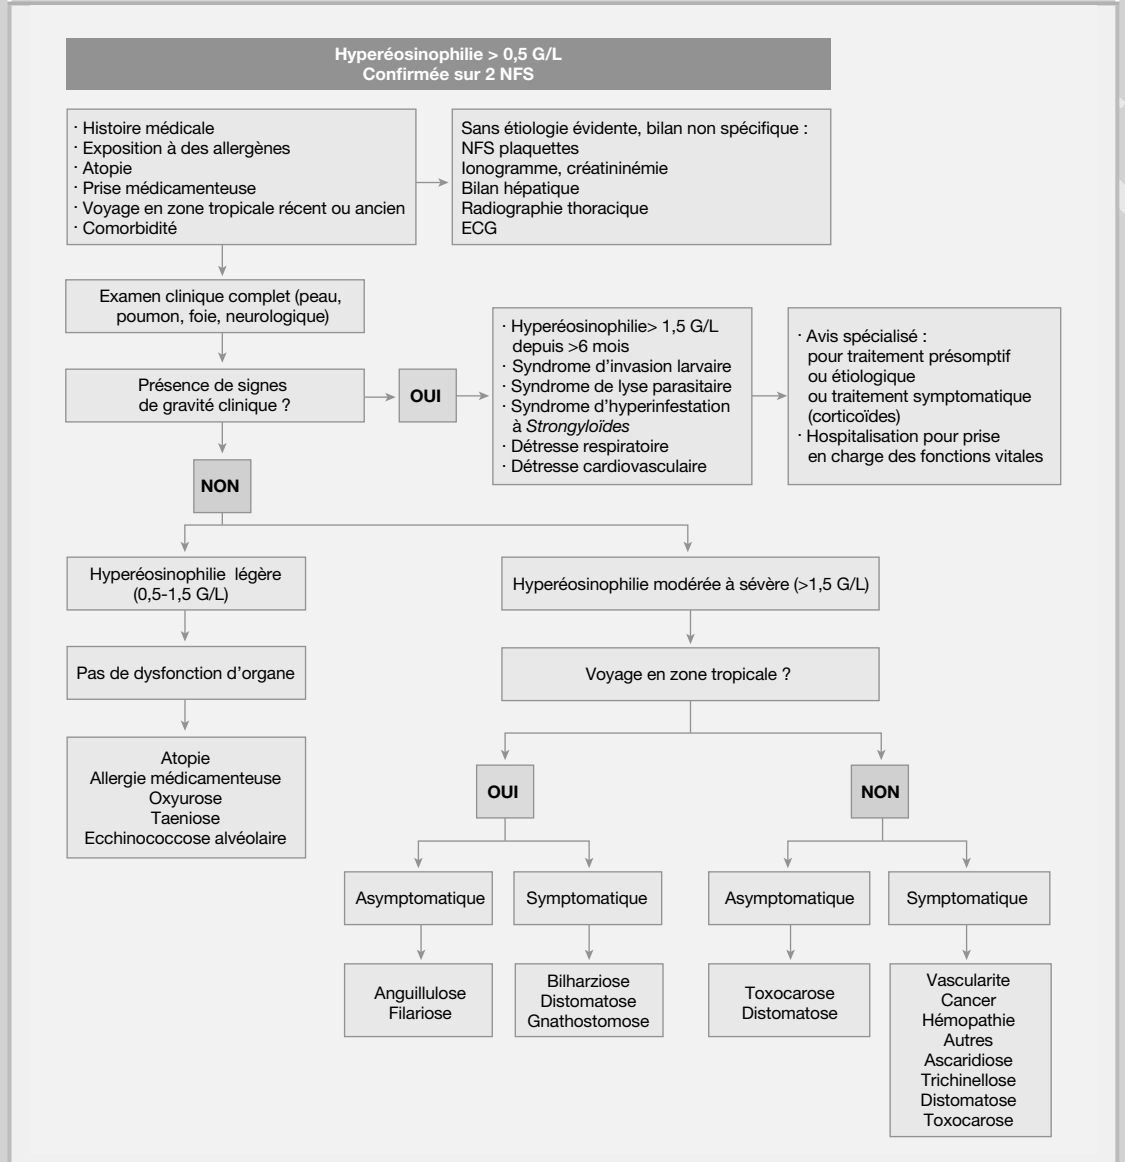 Hyperéosinophilie > 0,5 G/L
Confirmée sur 2 NFS
· Histoire médicale
· Exposition à des allergènes
· Atopie
· Prise médicamenteuse
· Voyage en zone tropicale récent ou ancien
· Comorbidité
Sans étiologie évidente, bilan non spécifique :
NFS plaquettes
Ionogramme, créatininémie
Bilan hépatique
Radiographie thoracique
ECG
Examen clinique complet (peau,
poumon, foie, neurologique)
Présence de signes
de gravité clinique ?
OUI
· Hyperéosinophilie> 1,5 G/L
depuis >6 mois
· Syndrome d’invasion larvaire
· Syndrome de lyse parasitaire
· Syndrome d’hyperinfestation
à Strongyloïdes
· Détresse respiratoire
· Détresse cardiovasculaire
· Avis spécialisé :
pour traitement présomptif
ou étiologique
ou traitement symptomatique
(corticoïdes)
· Hospitalisation pour prise
en charge des fonctions vitales
NON
Hyperéosinophilie légère
(0,5-1,5 G/L)
Pas de dysfonction d’organe
Atopie
Allergie médicamenteuse
Oxyurose
Taeniose
Ecchinococcose alvéolaire
Hyperéosinophilie modérée à sévère (>1,5 G/L)
Voyage en zone tropicale ?
OUI
NON
Asymptomatique
Symptomatique
Asymptomatique
Symptomatique
Anguillulose
Filariose
Bilharziose
Distomatose
Gnathostomose
Toxocarose
Distomatose
Vascularite
Cancer
Hémopathie
Autres
Ascaridiose
Trichinellose
Distomatose
Toxocarose